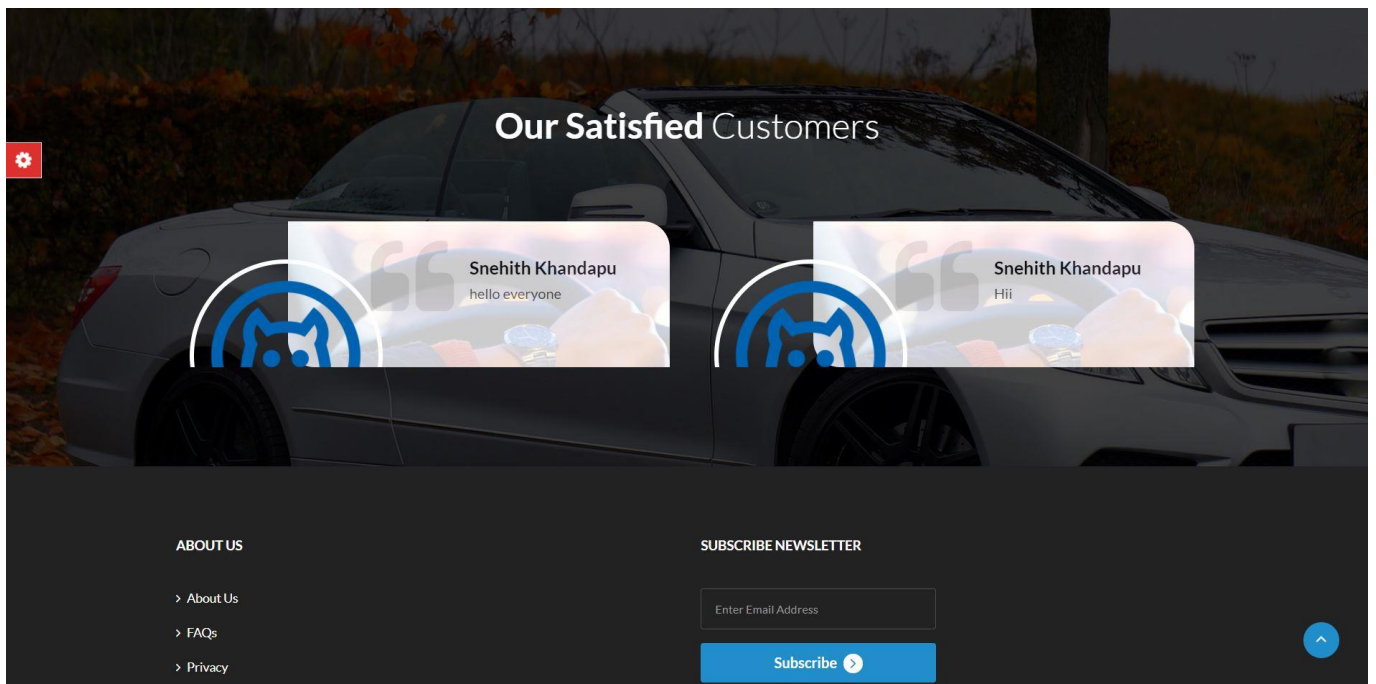 Our Satisfied Customers
Snehith Khandapu
hello everyone
Snehith Khandapu
Hii
ABOUT US
About Us
FAQs
Privacy
SUBSCRIBE NEWSLETTER
Enter Email Address
Subscribe